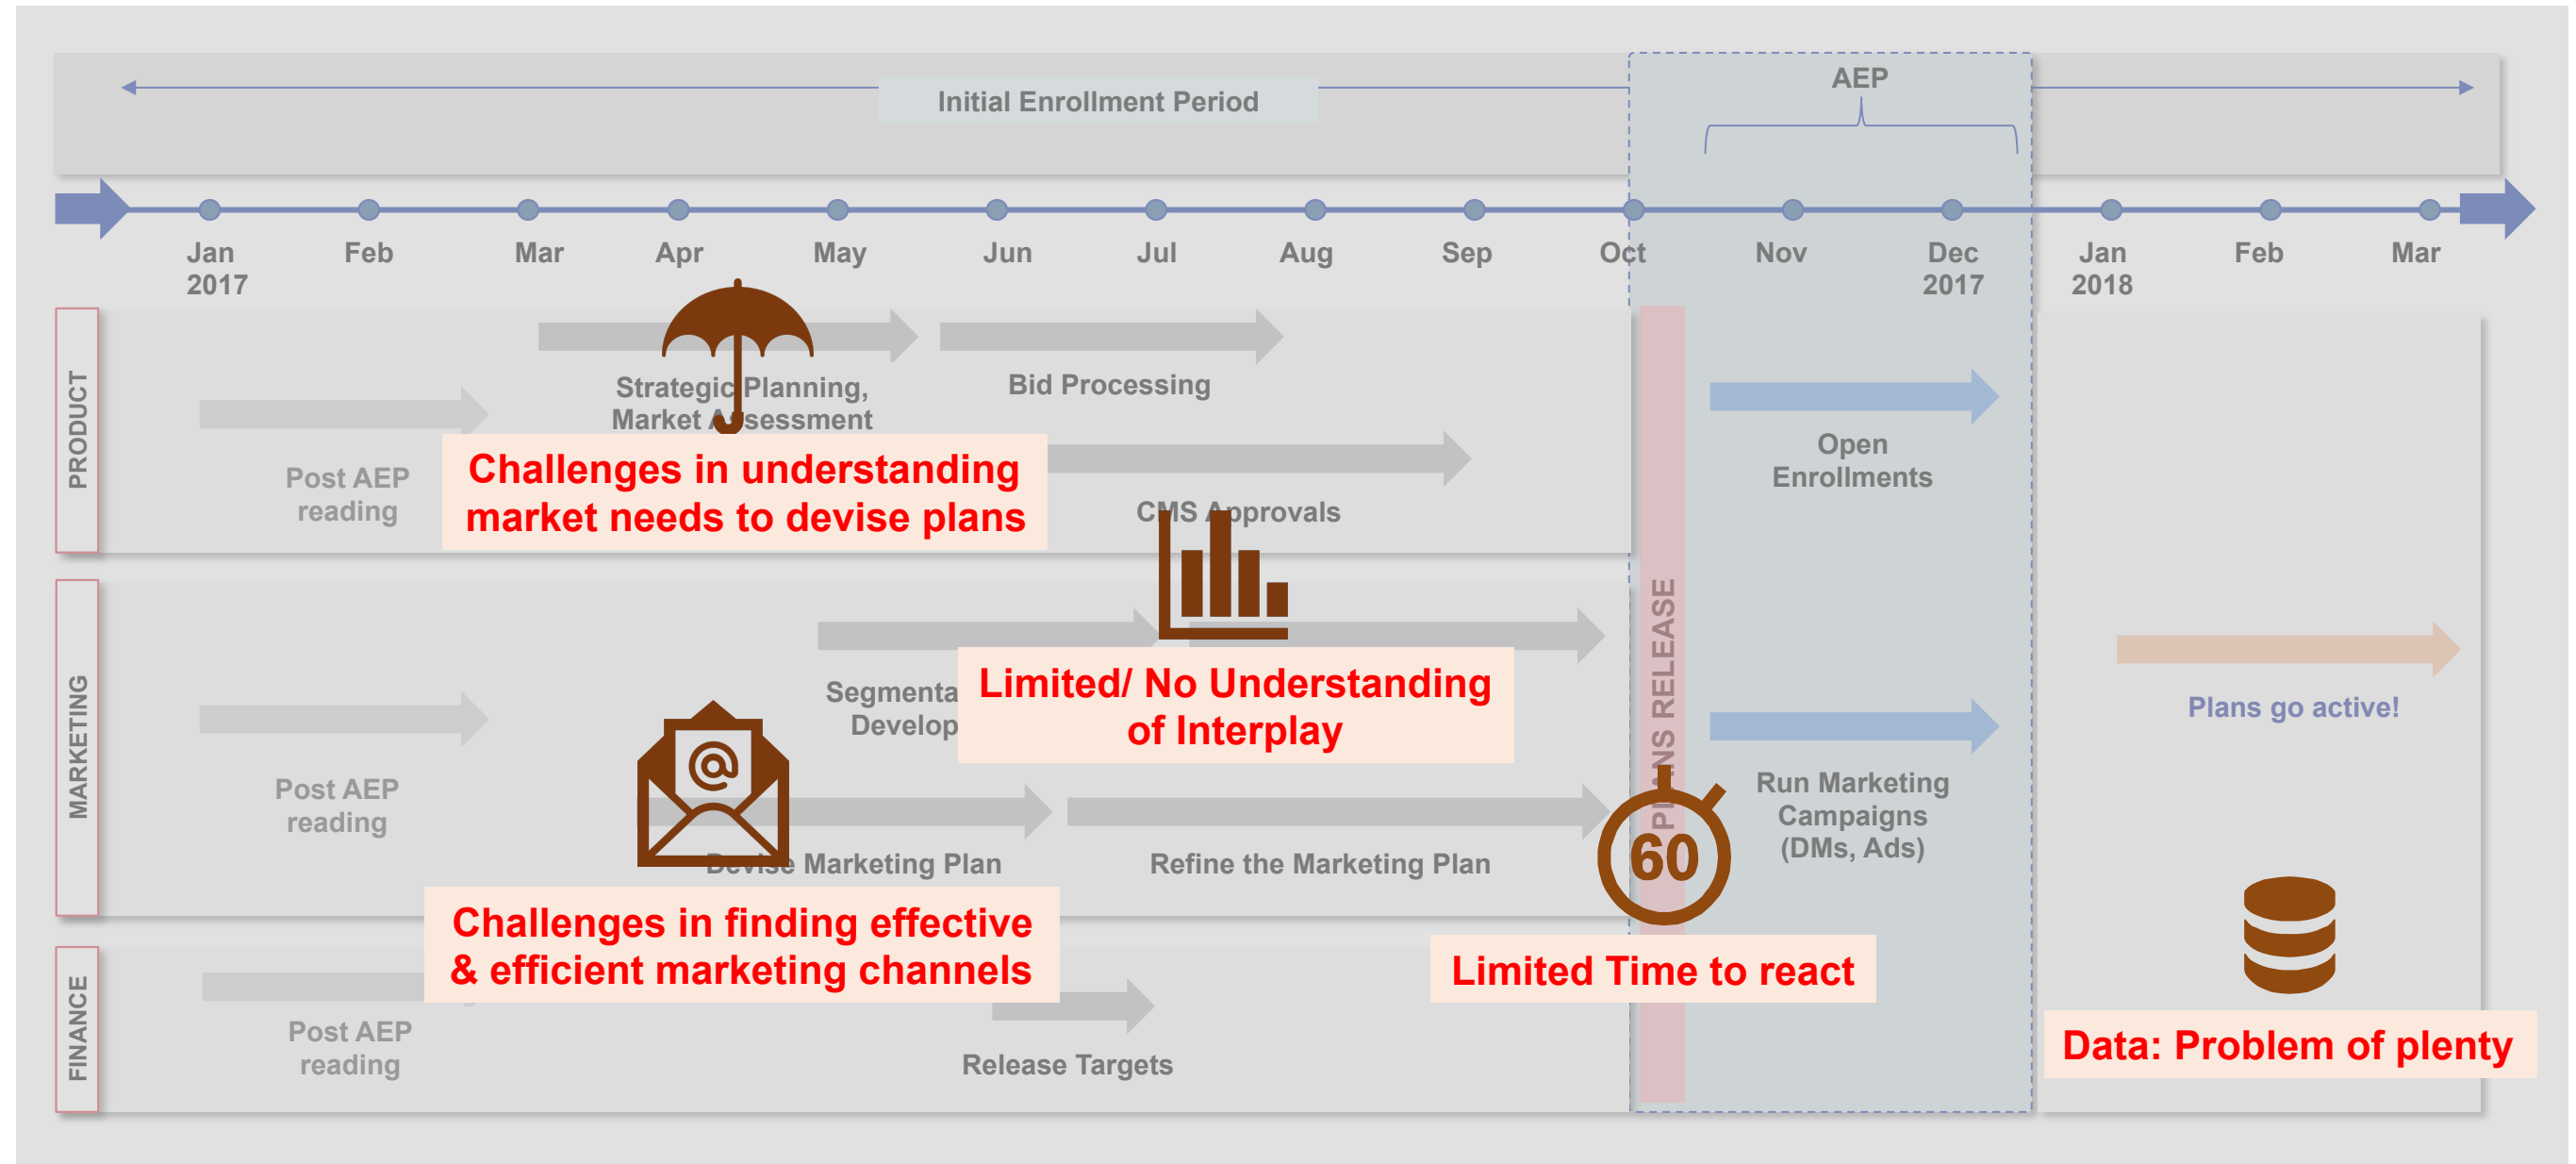 Initial Enrollment Period
AEP
Jan
2017
Feb
Mar
Apr
May
Jun
Jul
Aug
Sep
Oct
Nov
Dec
2017
Jan
2018
Feb
Mar
PRODUCT
Post AEP
reading
Strategic Planning,
Market Assessment
Bid Processing
Challenges in understanding
market needs to devise plans
CMS Approvals
Open
Enrollments
PLANS RELEASE
MARKETING
Post AEP
reading
Limited/ No Understanding
of Interplay
Devise Marketing Plan
Refine the Marketing Plan
Run Marketing
Campaigns
(DMs, Ads)
Plans go active!
60
Challenges in finding effective
& efficient marketing channels
Limited Time to react
FINANCE
Post AEP
reading
Release Targets
Data: Problem of plenty